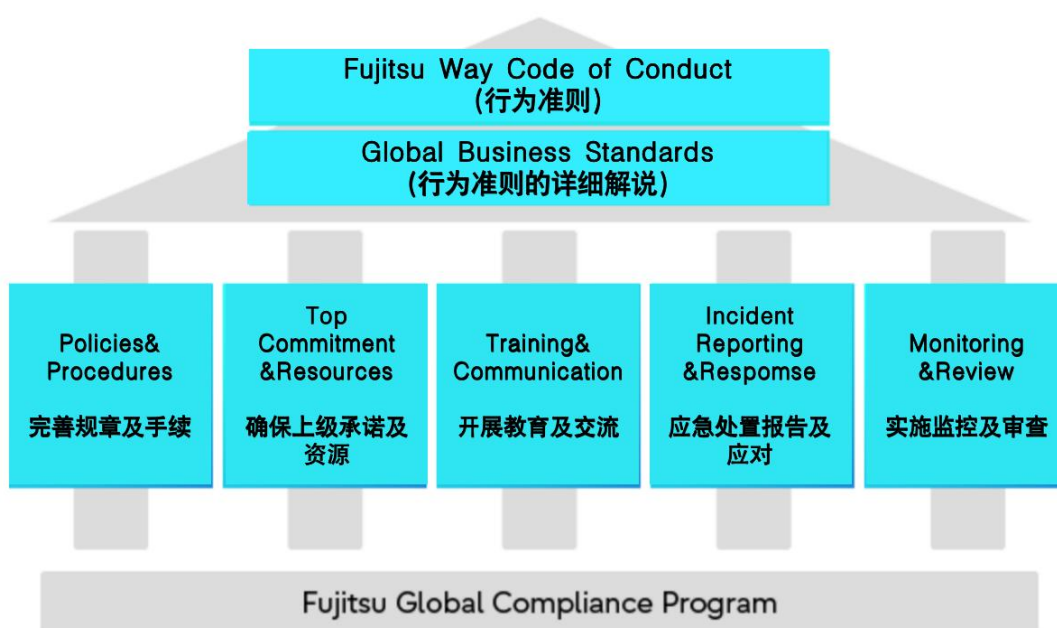 Fujitsu Way Code of Conduct
(行为准则)
Global Business Standards
(行为准则的详细解说)
Policies&
Procedures
完善规章及手续
Top
Commitment
&Resources
确保上级承诺及
资源
Training&
Communication
开展教育及交流
Incident
Reporting
&Respomse
应急处置报告及
应对
Monitoring
&Review
实施监控及审查
Fujitsu Global Compliance Program